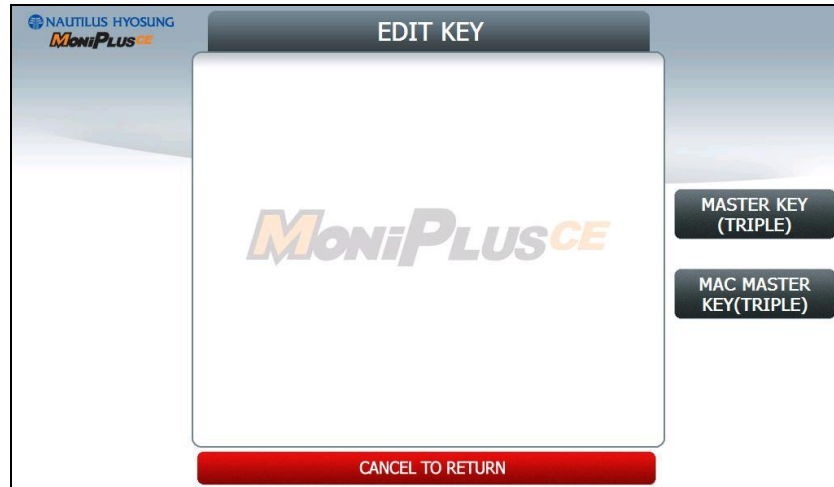 NAUTILUS HYOSUNG
MONiPLUSCE
EDIT KEY
MONiPLUSCE
MASTER KEY
(TRIPLE)
MAC MASTER
KEY(TRIPLE)
CANCEL TO RETURN